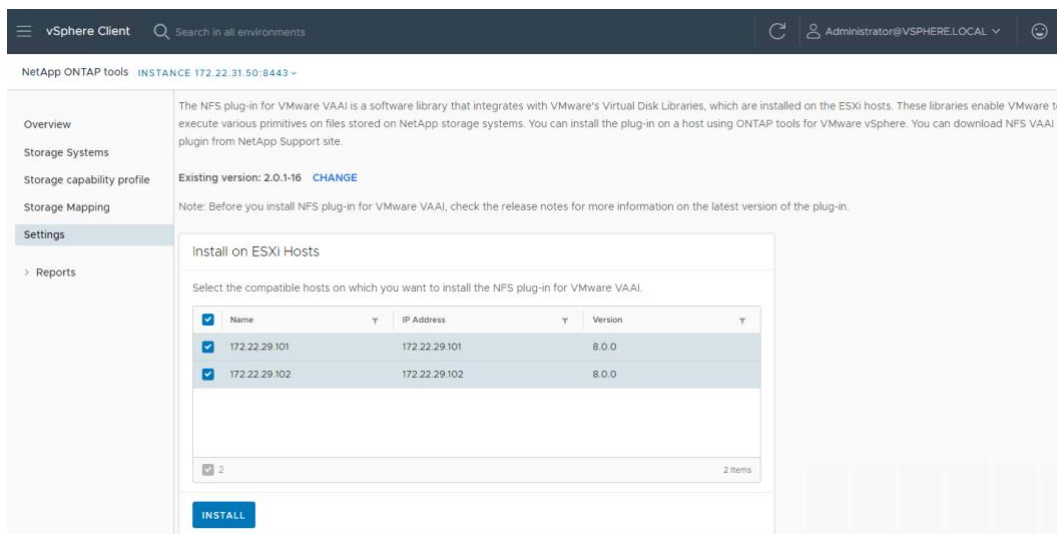 vSphere Client
Search in all environments
Administrator@VSPHERE.LOCAL
NetApp ONTAP tools INSTANCE 172.22.31.50:8443
Overview
Storage Systems
Storage capability profile
Storage Mapping
Settings
Reports
The NFS plug-in for VMware VAAI is a software library that integrates with VMware's Virtual Disk Libraries, which are installed on the ESXi hosts. These libraries enable VMware
execute various primitives on files stored on NetApp storage systems. You can install the plug-in on a host using ONTAP tools for VMware vSphere. You can download NFS VAAI
plugin from NetApp Support site.
Existing version: 2.0.1-16 CHANGE
Note: Before you install NFS plug-in for VMware VAAI, check the release notes for more information on the latest version of the plug-in.
Install on ESXi Hosts
Select the compatible hosts on which you want to install the NFS plug-in for VMware VAAI.
Name IP Address Version
172.22.29.101 172.22.29.101 8.0.0
172.22.29.102 172.22.29.102 8.0.0
2 2 Items
INSTALL